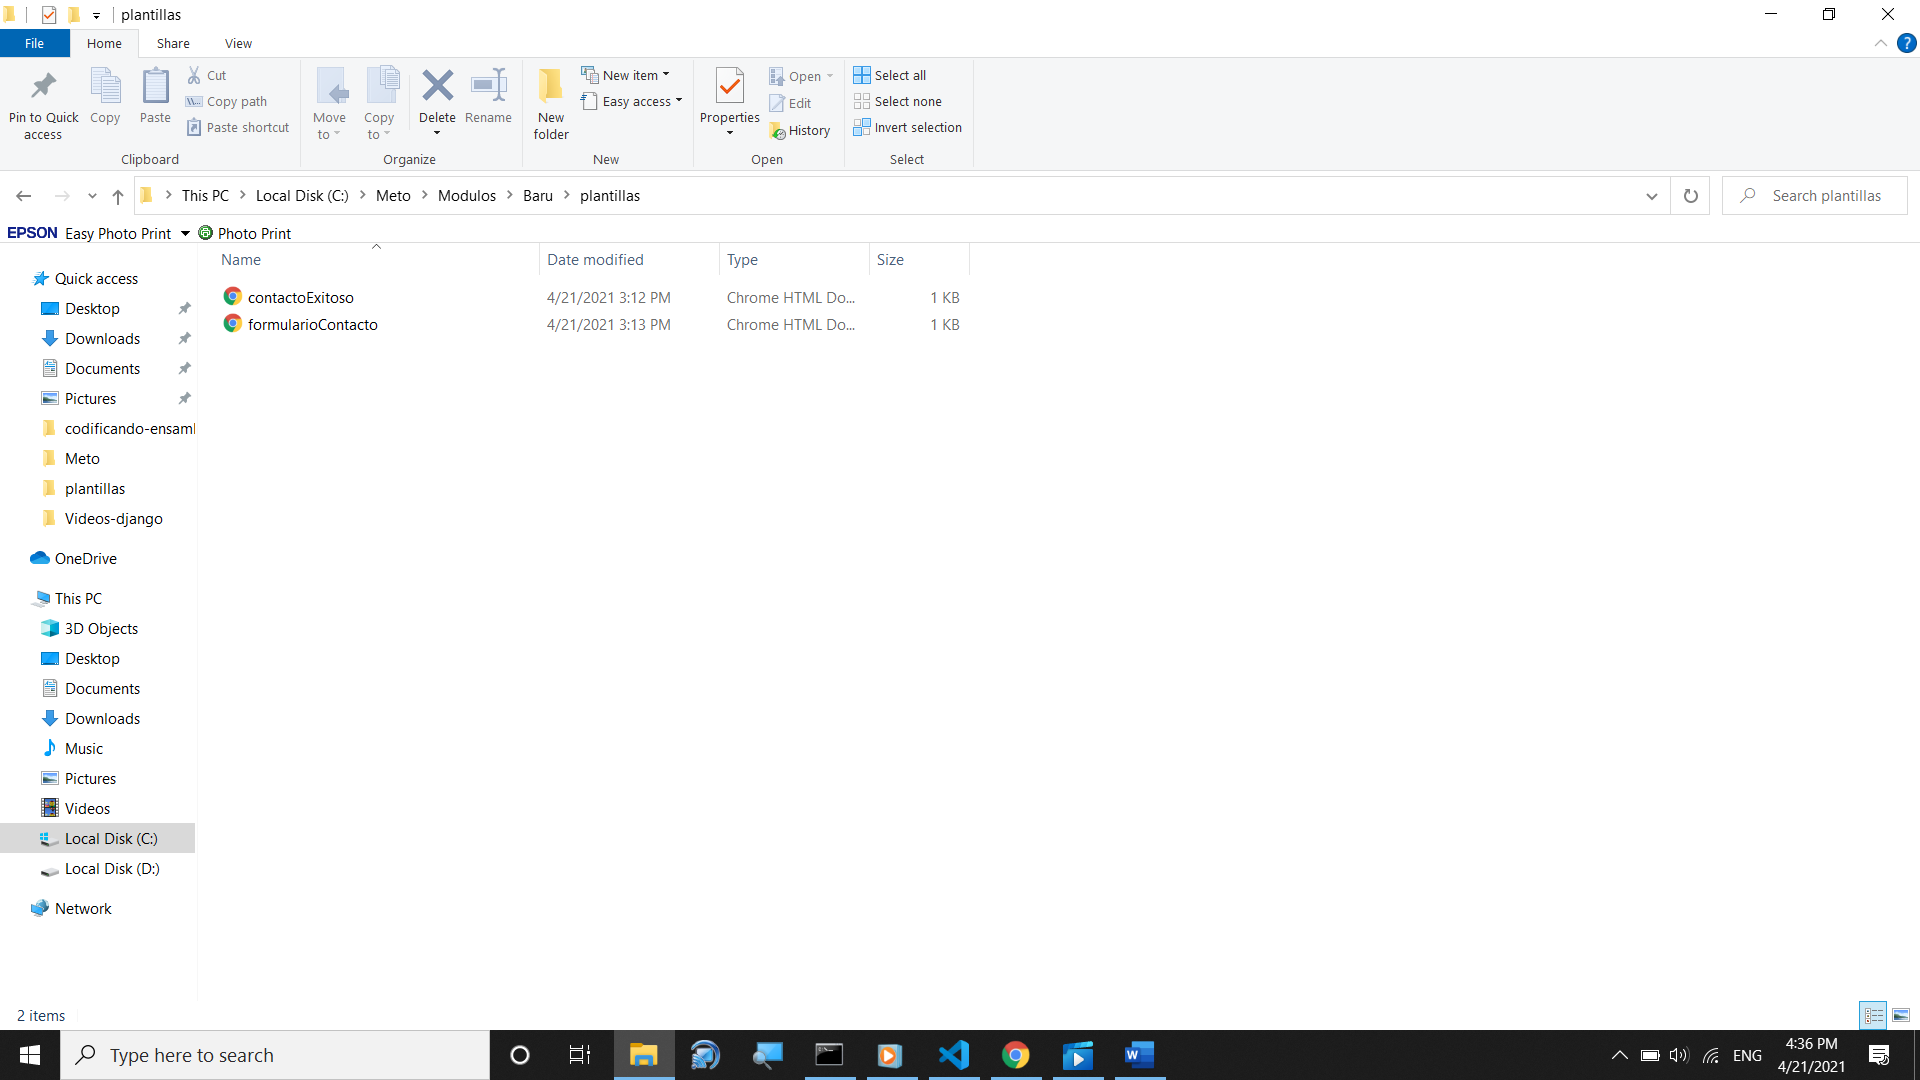 plantillas
File
Home
Share
View
Pin to Quick access
Copy
Paste
Cut
Copy path
Paste shortcut
Clipboard
Move to
Copy to
Delete
Rename
Organize
New folder
New item
Easy access
New
Properties
Open
Edit
History
Open
Select all
Select none
Invert selection
Select
This PC
Local Disk (C:)
Meto
Modulos
Baru
plantillas
Search plantillas
EPSON Easy Photo Print
Photo Print
Name
Date modified
Type
Size
contactoExitoso 4/21/2021 3:12 PM Chrome HTML Do... 1 KB
formularioContacto 4/21/2021 3:13 PM Chrome HTML Do... 1 KB
Quick access
Desktop
Downloads
Documents
Pictures
codificando-ensaml
Meto
plantillas
Videos-django
OneDrive
This PC
3D Objects
Desktop
Documents
Downloads
Music
Pictures
Videos
Local Disk (C:)
Local Disk (D:)
Network
2 items
Type here to search
ENG
4:36 PM
4/21/2021